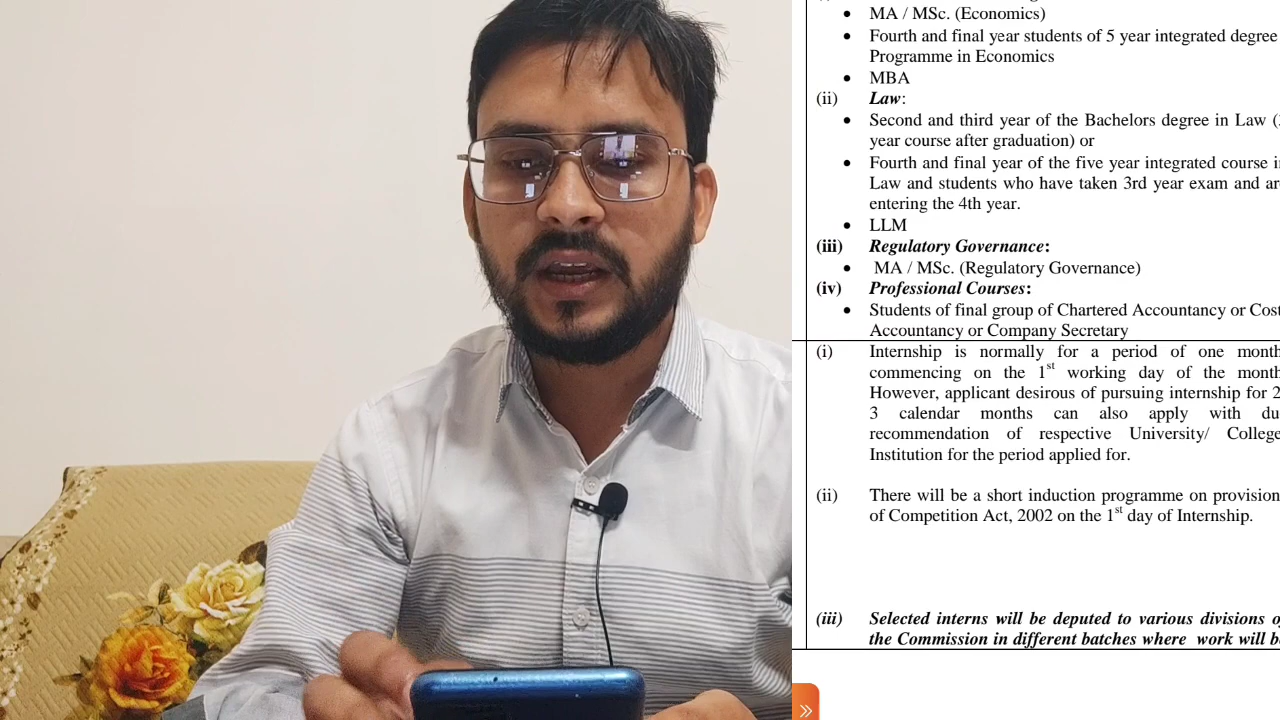 MA / MSc. (Economics)
Fourth and final year students of 5 year integrated degree
Programme in Economics
MBA
(ii) Law:
Second and third year of the Bachelors degree in Law
year course after graduation) or
Fourth and final year of the five year integrated course
Law and students who have taken 3rd year exam and
entering the 4th year.
LLM
(iii) Regulatory Governance:
MA / MSc. (Regulatory Governance)
(iv) Professional Courses:
Students of final group of Chartered Accountancy or Cost
Accountancy or Company Secretary
(i) Internship is normally for a period of one month
commencing on the 1st working day of the month
However, applicant desirous of pursuing internship for 2
3 calendar months can also apply with
recommendation of respective University/ College
Institution for the period applied for.
(ii) There will be a short induction programme on provision
of Competition Act, 2002 on the 1st day of Internship.
(iii) Selected interns will be deputed to various divisions
the Commission in different batches where work will
»